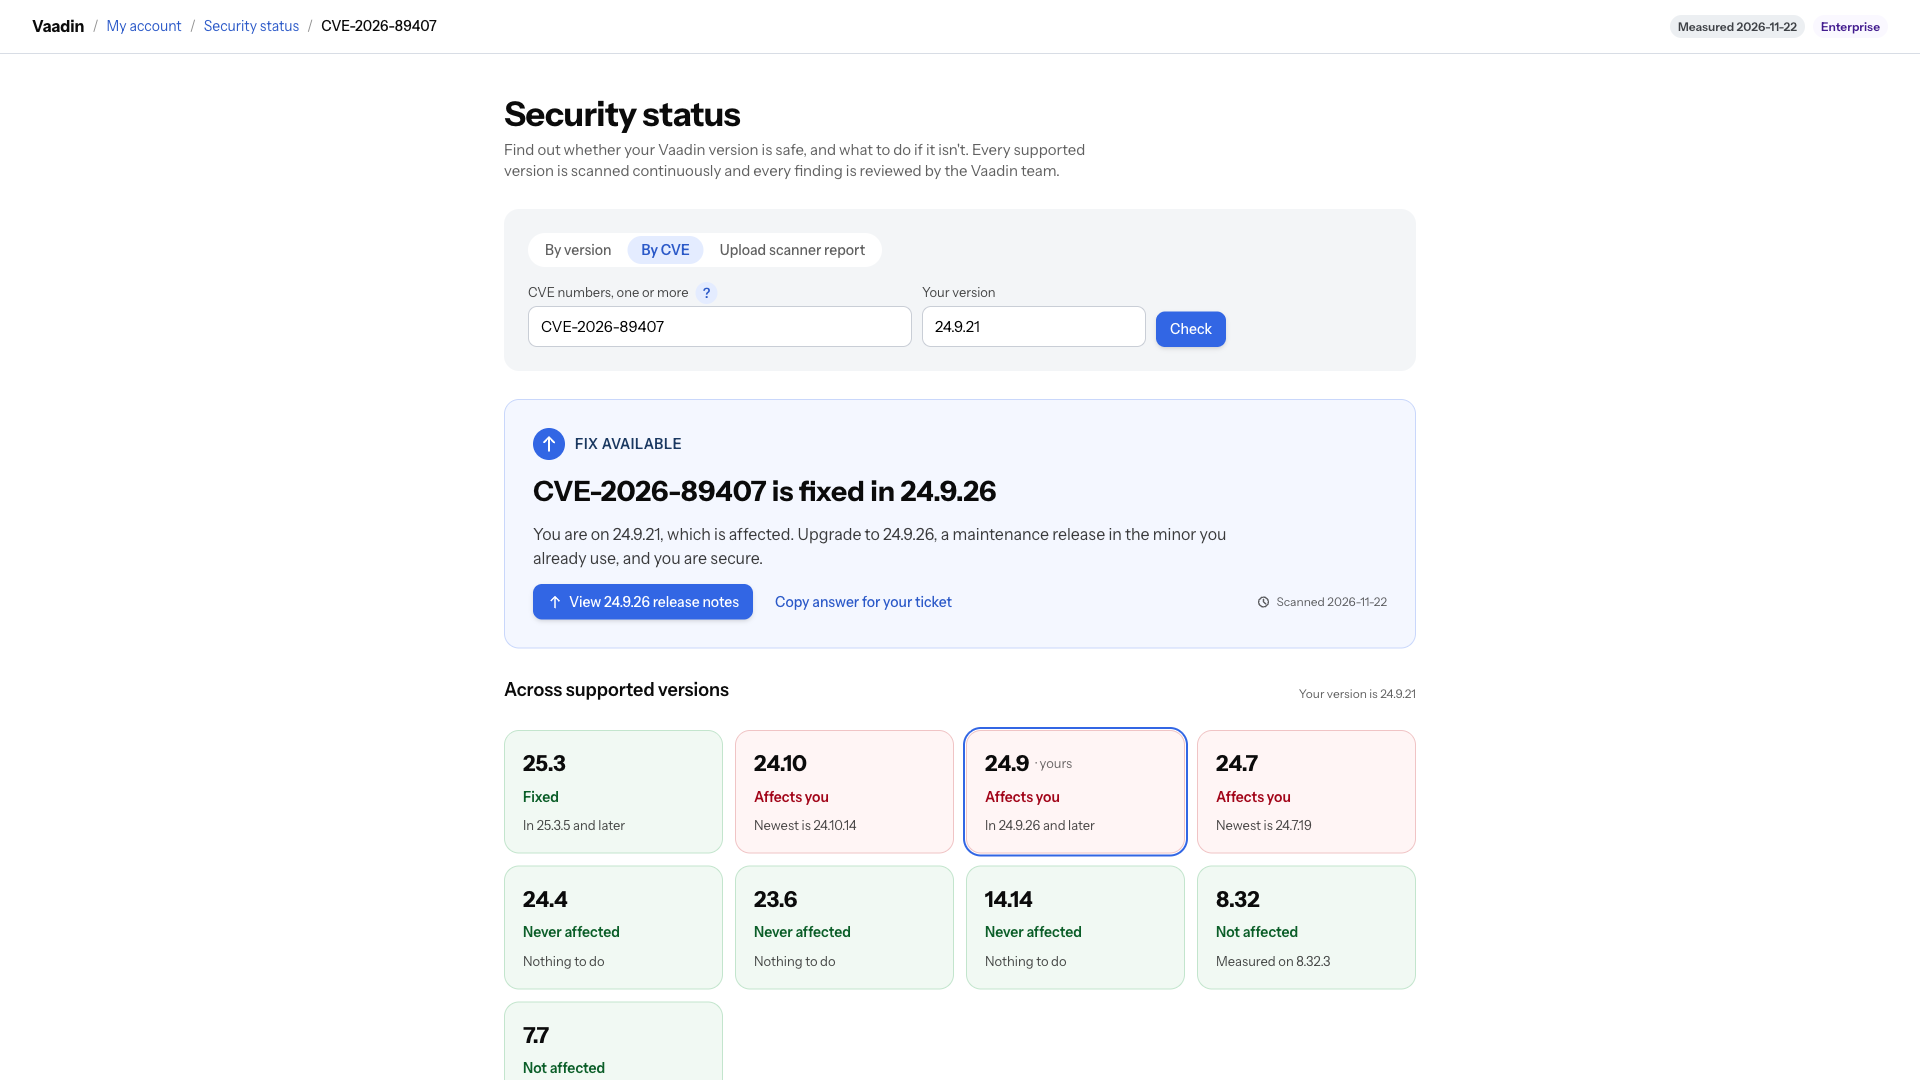 Vaadin / My account / Security status / CVE-2026-89407
Measured 2026-11-22 Enterprise
Security status
Find out whether your Vaadin version is safe, and what to do if it isn't. Every supported
version is scanned continuously and every finding is reviewed by the Vaadin team.
By version By CVE Upload scanner report
CVE numbers, one or more ? Your version
CVE-2026-89407 24.9.21 Check
FIX AVAILABLE
CVE-2026-89407 is fixed in 24.9.26
You are on 24.9.21, which is affected. Upgrade to 24.9.26, a maintenance release in the minor you
already use, and you are secure.
View 24.9.26 release notes Copy answer for your ticket Scanned 2026-11-22
Across supported versions Your version is 24.9.21
25.3
Fixed
In 25.3.5 and later
24.10
Affects you
Newest is 24.10.14
24.9 · yours
Affects you
In 24.9.26 and later
24.7
Affects you
Newest is 24.7.19
24.4
Never affected
Nothing to do
23.6
Never affected
Nothing to do
14.14
Never affected
Nothing to do
8.32
Not affected
Measured on 8.32.3
7.7
Not affected